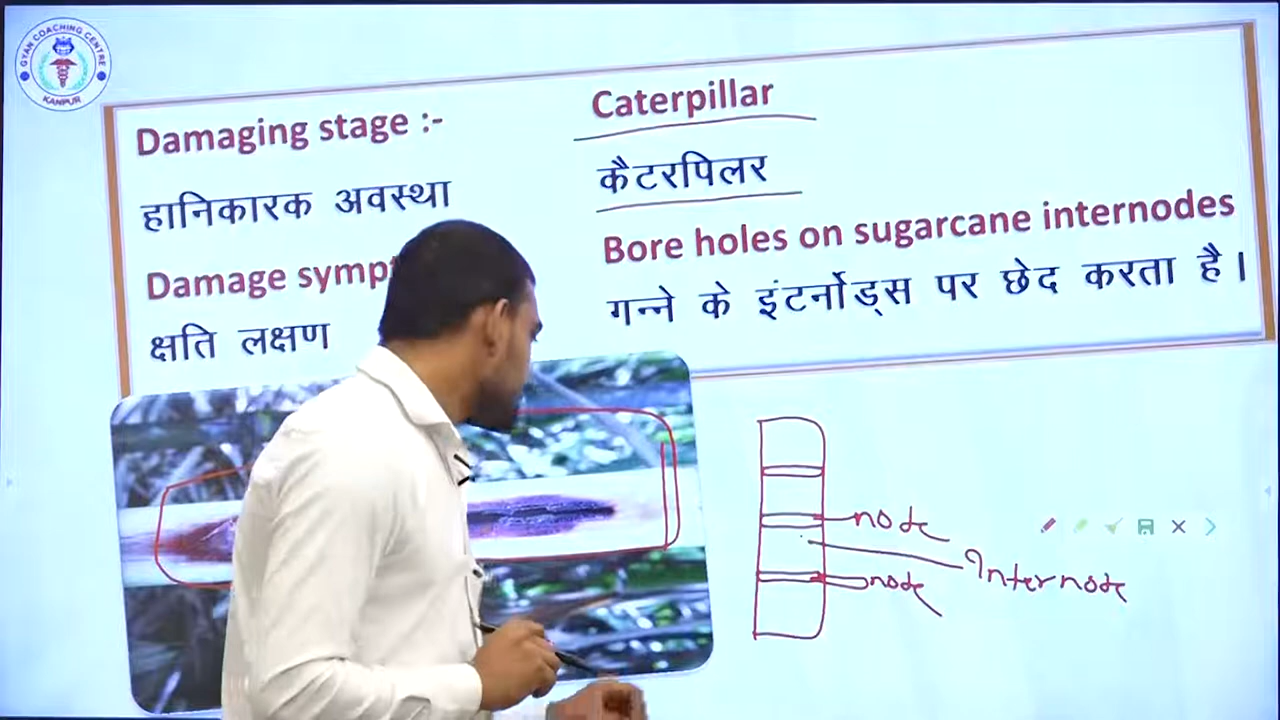 GYAN COACHING CENTRE
KANPUR
Damaging stage :- Caterpillar
हानिकारक अवस्था कैटरपिलर
Damage symp Bore holes on sugarcane internodes
क्षति लक्षण गन्ने के इंटर्नोड्स पर छेद करता है।
node
Internode
node